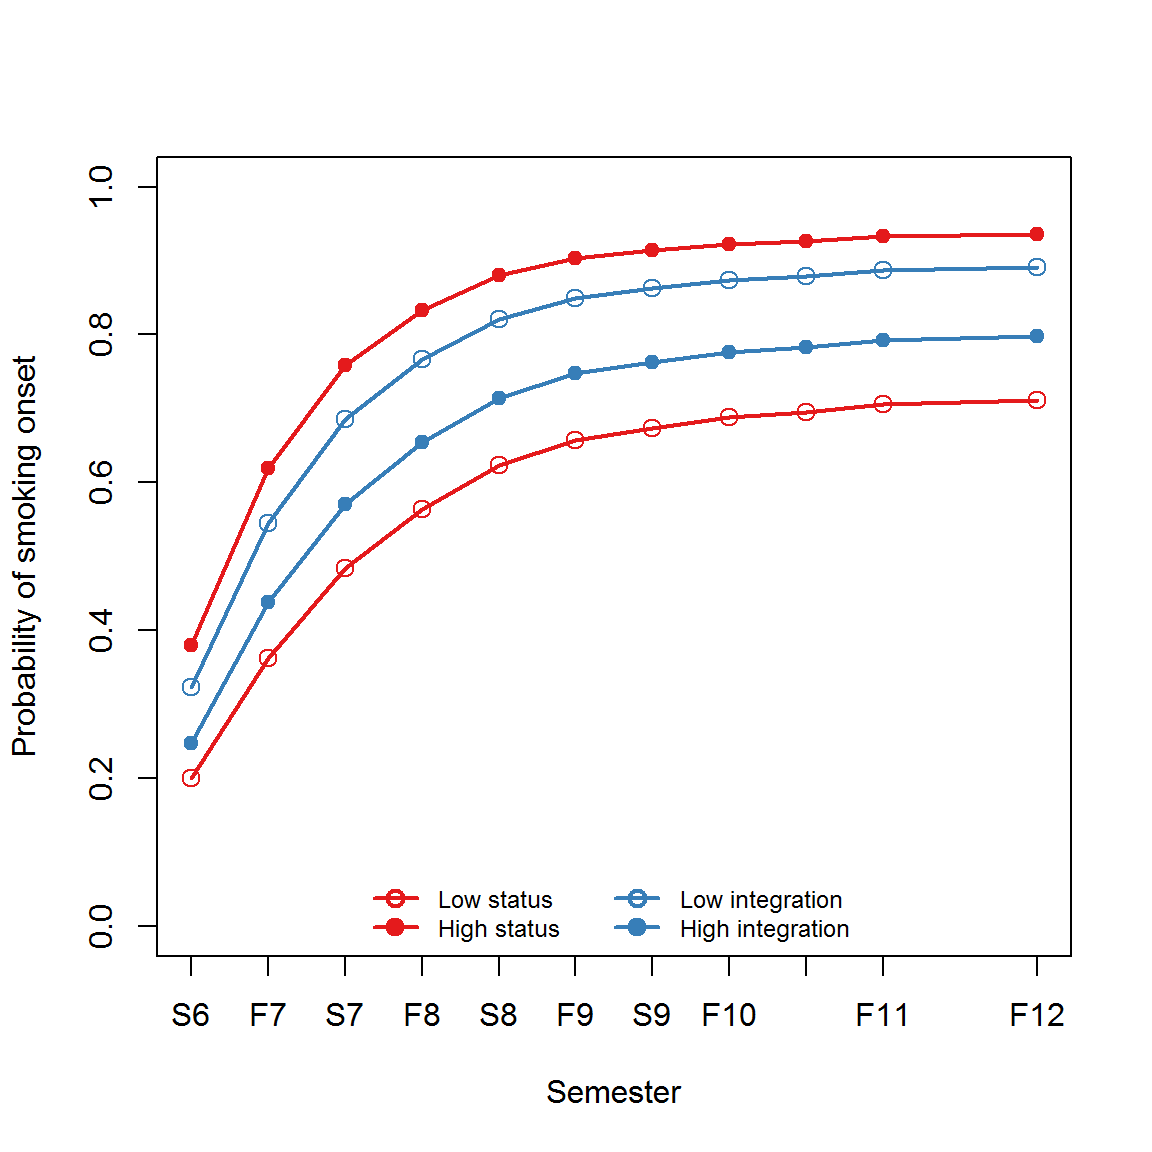 Probability of smoking onset
1.0
0.8
0.6
0.4
0.2
0.0
Low status
High status
Low integration
High integration
S6 F7 S7 F8 S8 F9 S9 F10 F11 F12
Semester